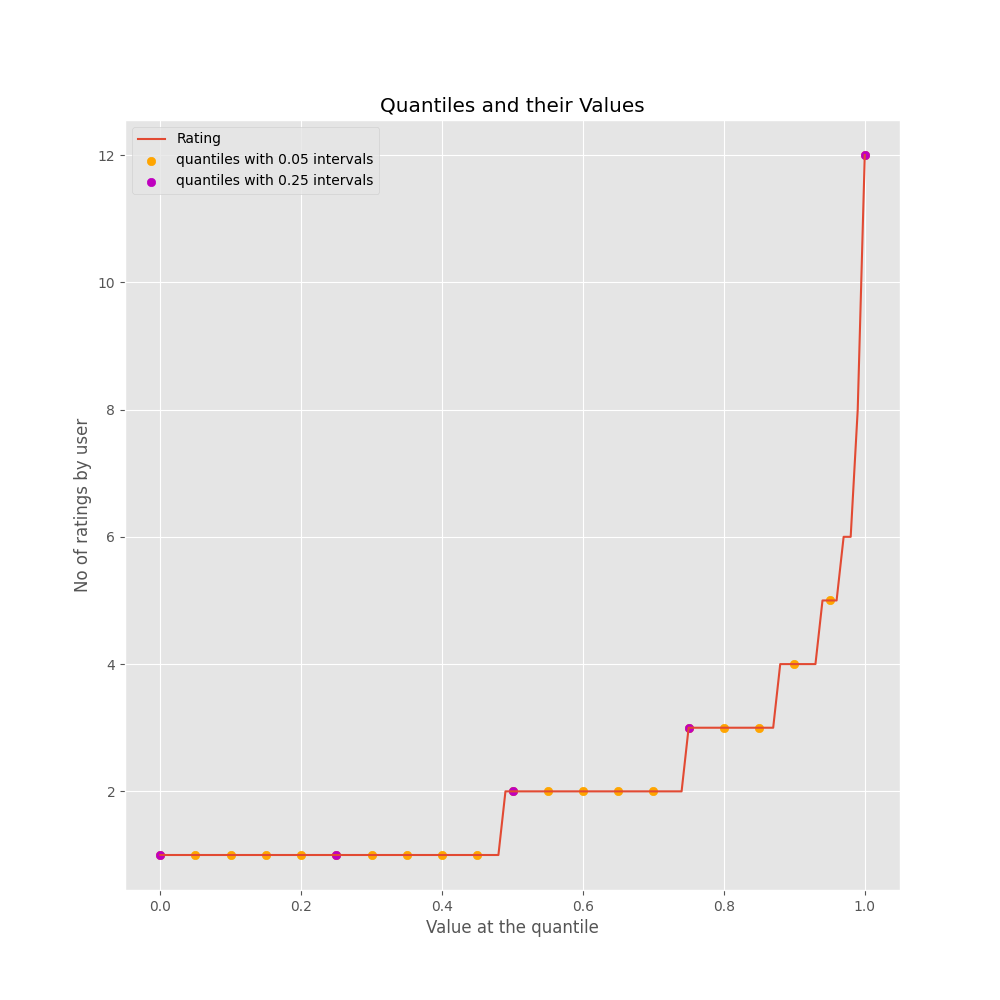 Quantiles and their Values
Rating
quantiles with 0.05 intervals
quantiles with 0.25 intervals
12
10
8
6
4
2
No of ratings by user
0.0 0.2 0.4 0.6 0.8 1.0
Value at the quantile